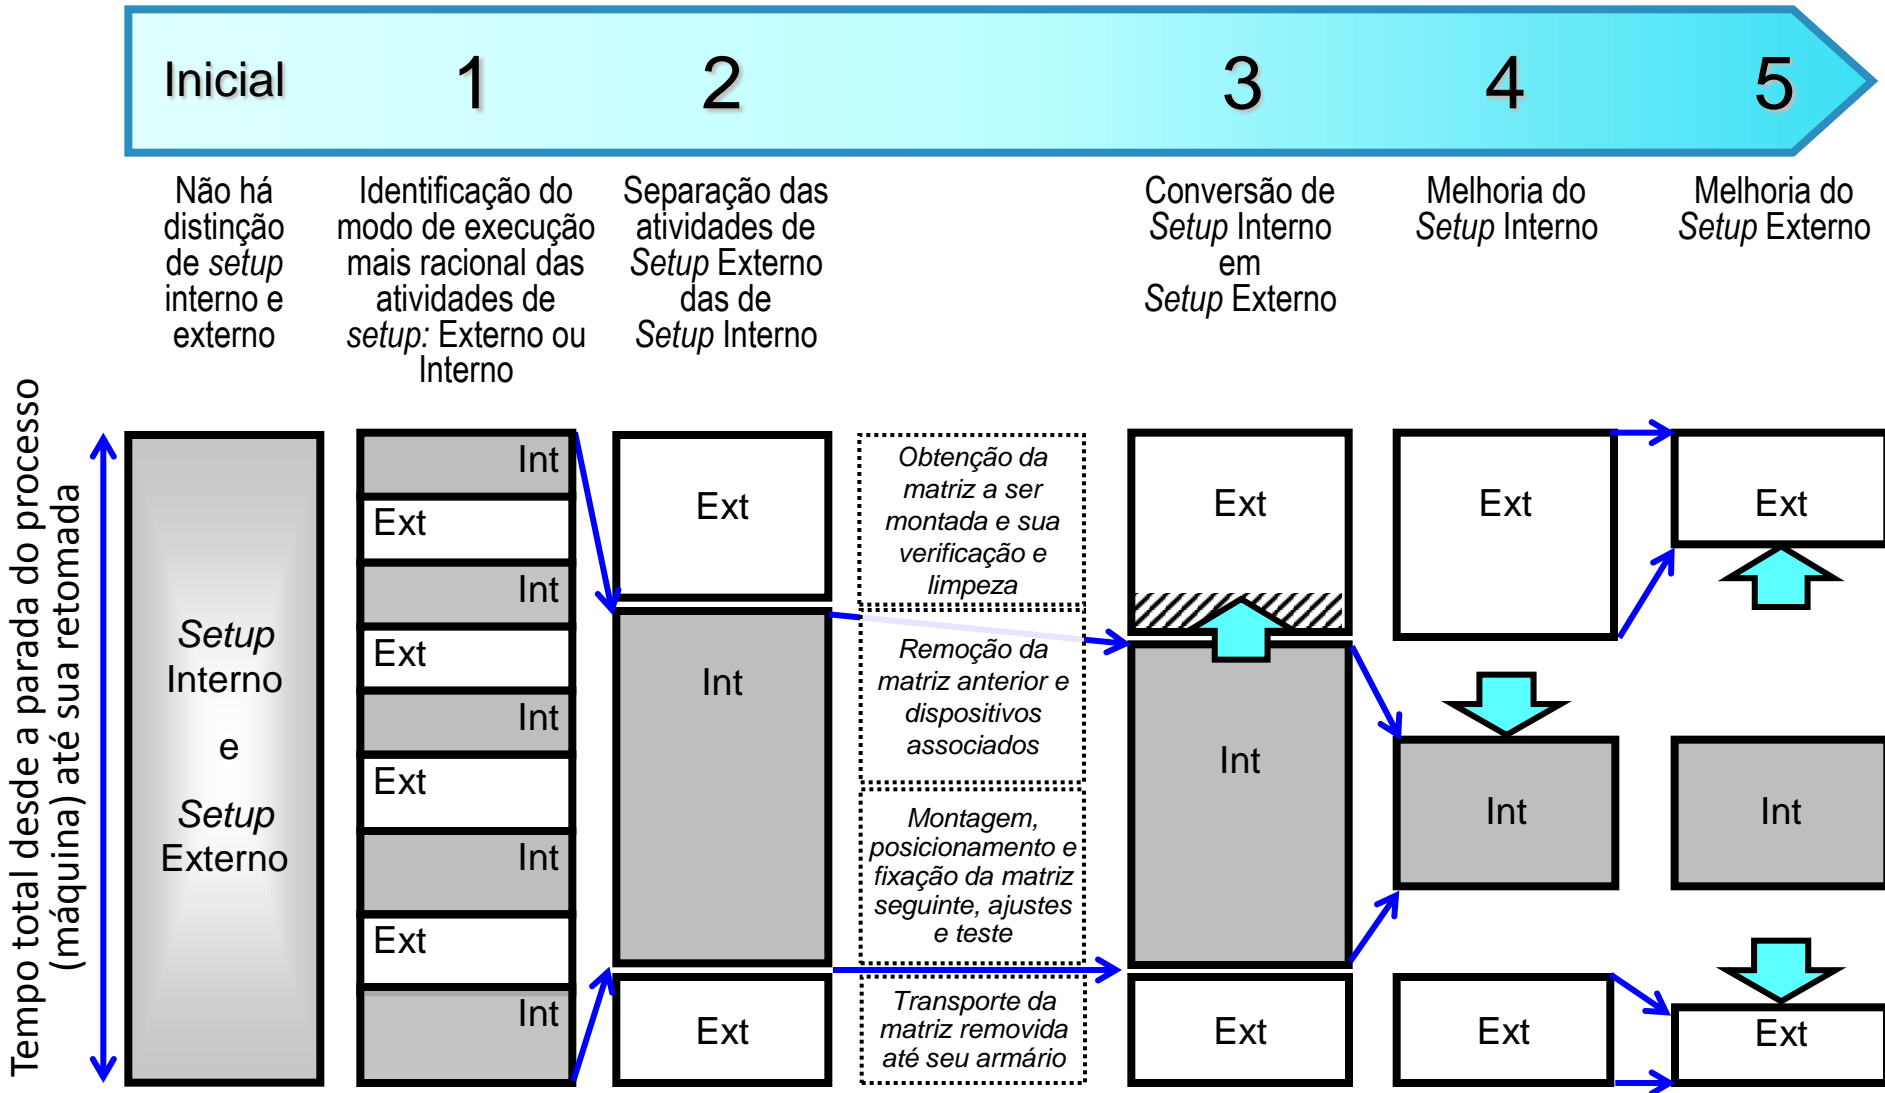 Inicial
1
2
3
4
5
Não há
distinção
de setup
interno e
externo
Identificação do
modo de execução
mais racional das
atividades de
setup: Externo ou
Interno
Separação das
atividades de
Setup Externo
das de
Setup Interno
Conversão de
Setup Interno
em
Setup Externo
Melhoria do
Setup Interno
Melhoria do
Setup Externo
Tempo total desde a parada do processo
(máquina) até sua retomada
Setup
Interno
e
Setup
Externo
Int
Ext
Int
Ext
Int
Ext
Int
Ext
Int
Ext
Int
Ext
Obtenção da
matriz a ser
montada e sua
verificação e
limpeza
Remoção da
matriz anterior e
dispositivos
associados
Montagem,
posicionamento e
fixação da matriz
seguinte, ajustes
e teste
Transporte da
matriz removida
até seu armário
Ext
Int
Ext
Ext
Int
Ext
Ext
Int
Ext